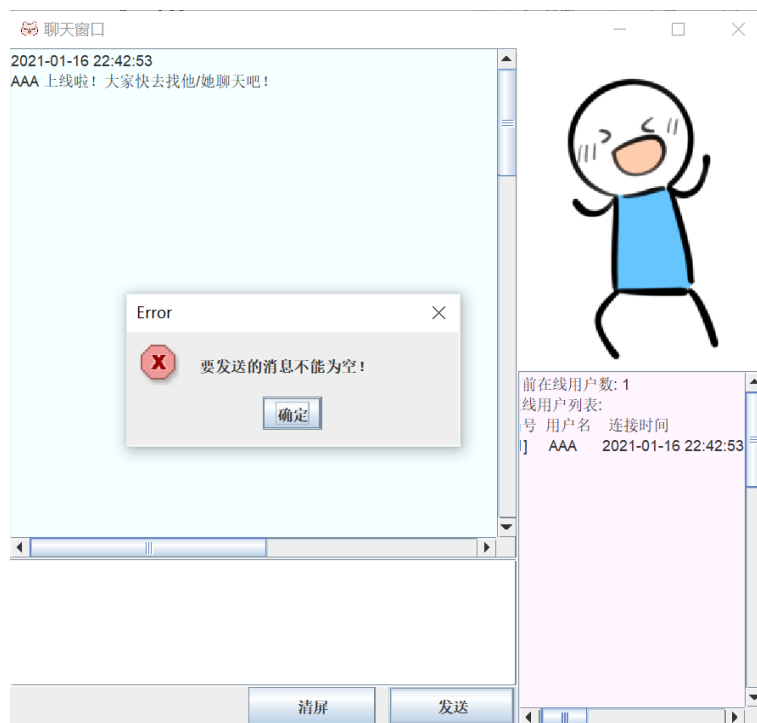 聊天窗口
2021-01-16 22:42:53
AAA 上线啦！大家快去找他/她聊天吧！
Error
要发送的消息不能为空！
确定
前在线用户数: 1
线用户列表:
号 用户名 连接时间
] AAA 2021-01-16 22:42:53
清屏
发送